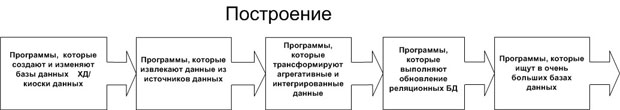 Построение
Программы, которые
создают и изменяют
базы данных ХД/
киоски данных
Программы, которые
извлекают данные из
источников данных
Программы,
которые
трансформируют
агрегативные и
интегрированные
данные
Программы,
которые
выполняют
обновление
реляционных БД
Программы, которые
ищут в очень
больших базах
данных